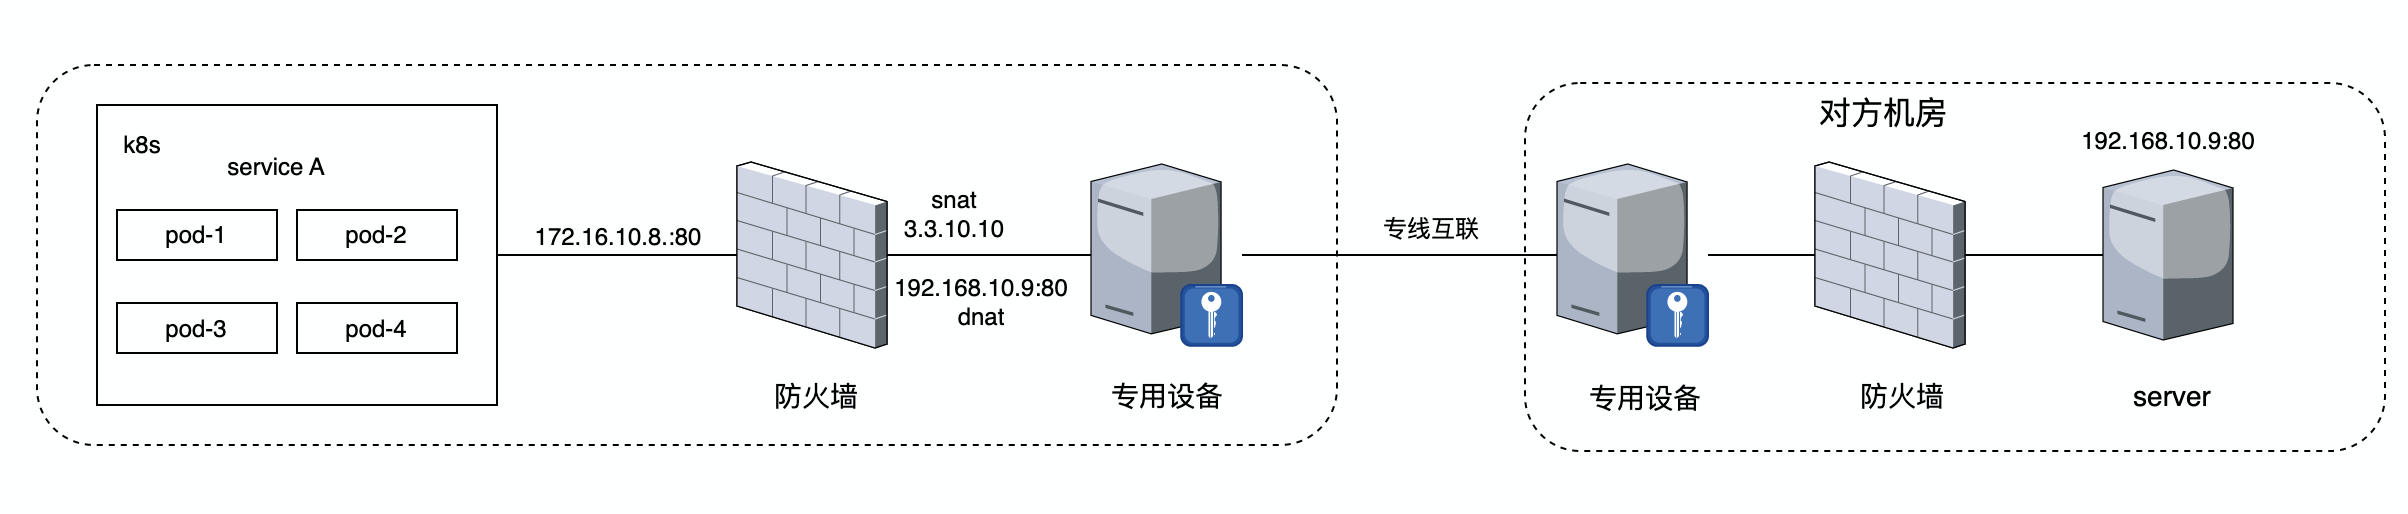 k8s
service A
pod-1
pod-2
pod-3
pod-4
172.16.10.8.:80
防火墙
snat
3.3.10.10
192.168.10.9:80
dnat
专用设备
专线互联
对方机房
专用设备
防火墙
192.168.10.9:80
server